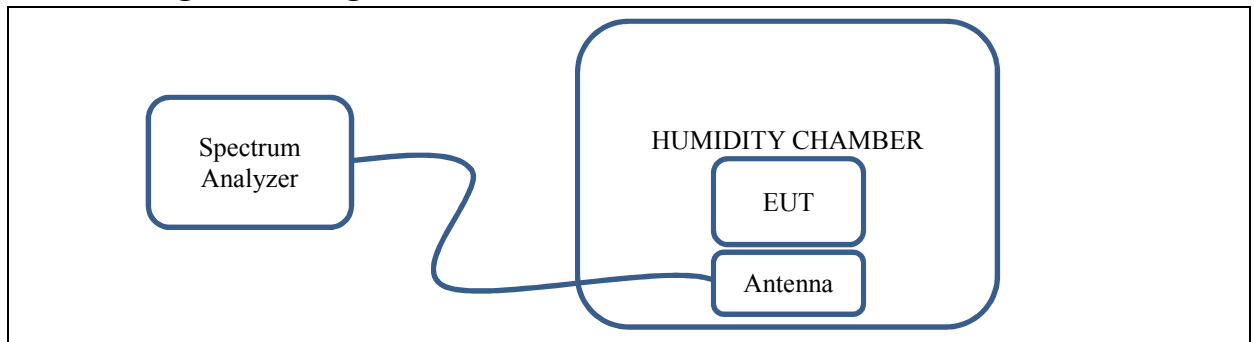 Spectrum
Analyzer
HUMIDITY CHAMBER
EUT
Antenna